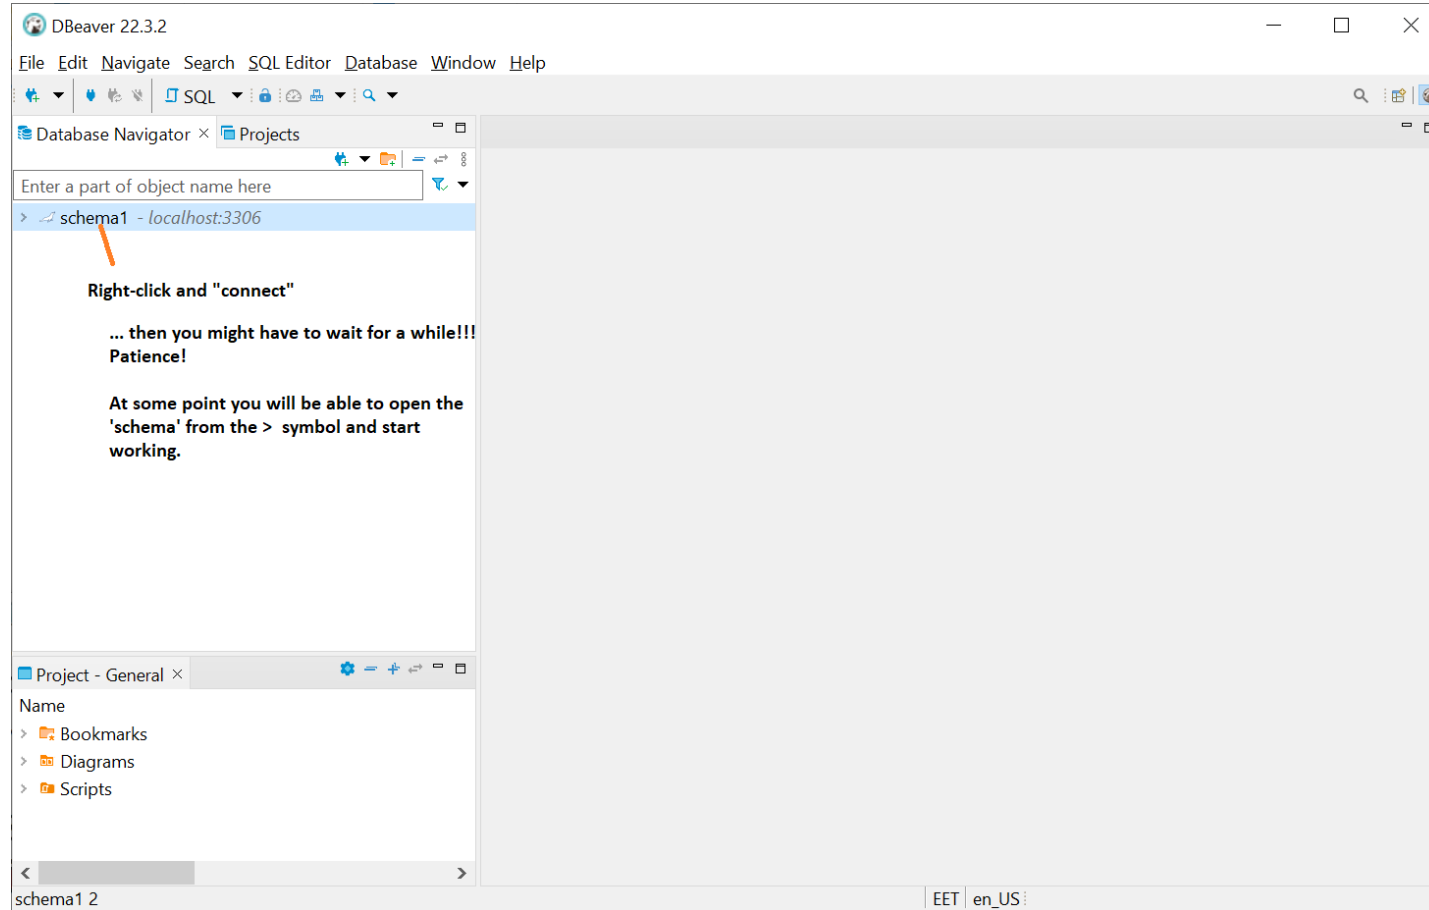 DBeaver 22.3.2
File Edit Navigate Search SQL Editor Database Window Help
SQL
Database Navigator Projects
Enter a part of object name here
schema1 - localhost:3306
Right-click and "connect"
... then you might have to wait for a while!!!
Patience!
At some point you will be able to open the
'schema' from the > symbol and start
working.
Project - General
Name
Bookmarks
Diagrams
Scripts
schema1 2
EET en_US